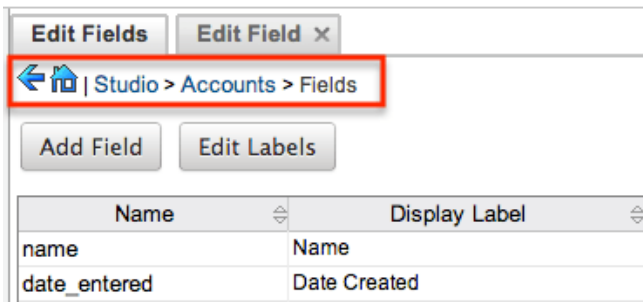 Edit Fields Edit Field ×
| Studio > Accounts > Fields
Add Field Edit Labels
Name Display Label
name Name
date_entered Date Created